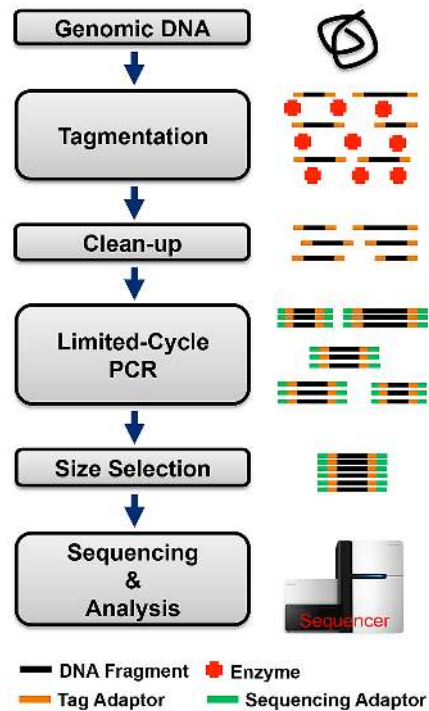 Genomic DNA
Tagmentation
Clean-up
Limited-Cycle
PCR
Size Selection
Sequencing
&
Analysis
Sequencer
DNA Fragment
Enzyme
Tag Adaptor
Sequencing Adaptor